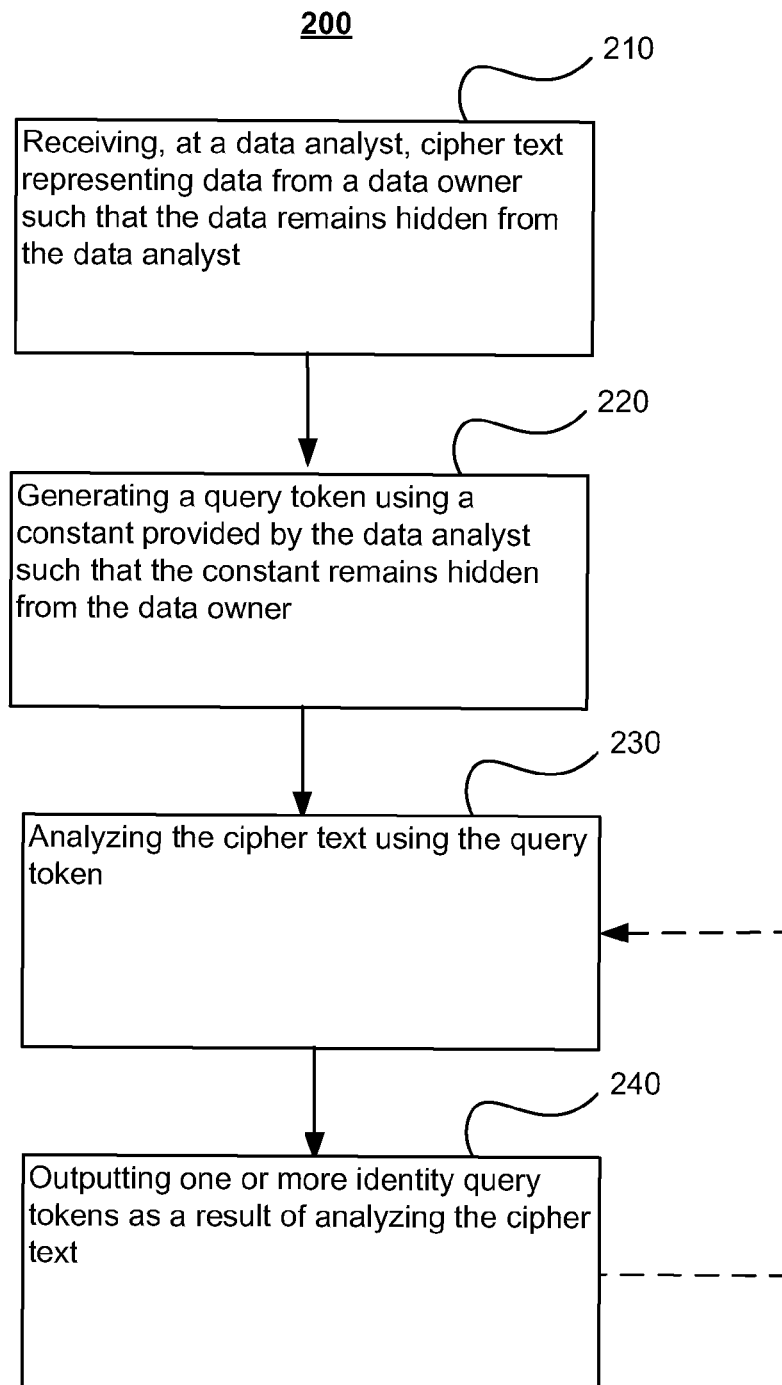 200
210
Receiving, at a data analyst, cipher text
representing data from a data owner
such that the data remains hidden from
the data analyst
220
Generating a query token using a
constant provided by the data analyst
such that the constant remains hidden
from the data owner
230
Analyzing the cipher text using the query
token
240
Outputting one or more identity query
tokens as a result of analyzing the cipher
text